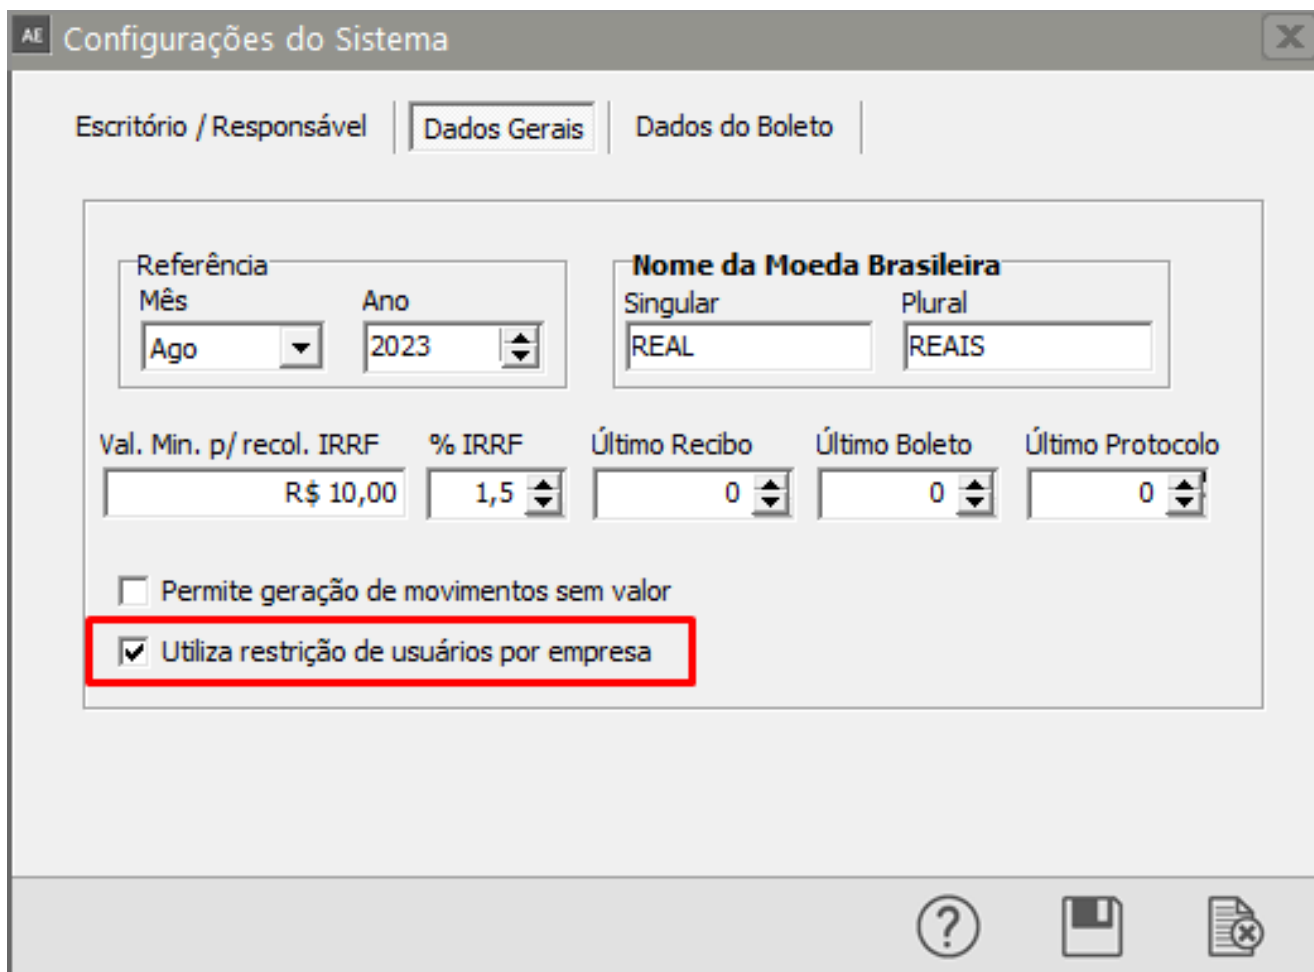 AE Configurações do Sistema
Escritório / Responsável Dados Gerais Dados do Boleto
Referência Nome da Moeda Brasileira
Mês Ano Singular Plural
Ago 2023 REAL REAIS
Val. Min. p/ recol. IRRF % IRRF Último Recibo Último Boleto Último Protocolo
R$ 10,00 1,5 0 0 0
Permite geração de movimentos sem valor
Utiliza restrição de usuários por empresa